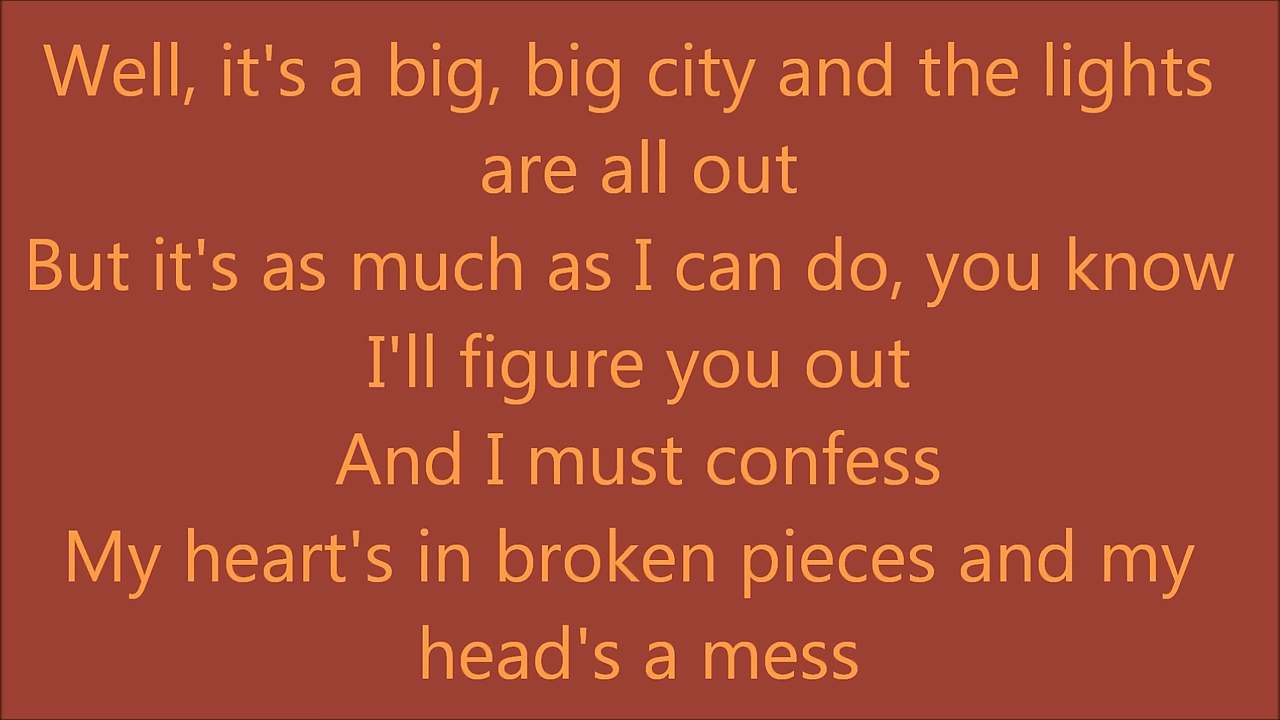 Well, it's a big, big city and the lights
are all out
But it's as much as I can do, you know
I'll figure you out
And I must confess
My heart's in broken pieces and my
head's a mess